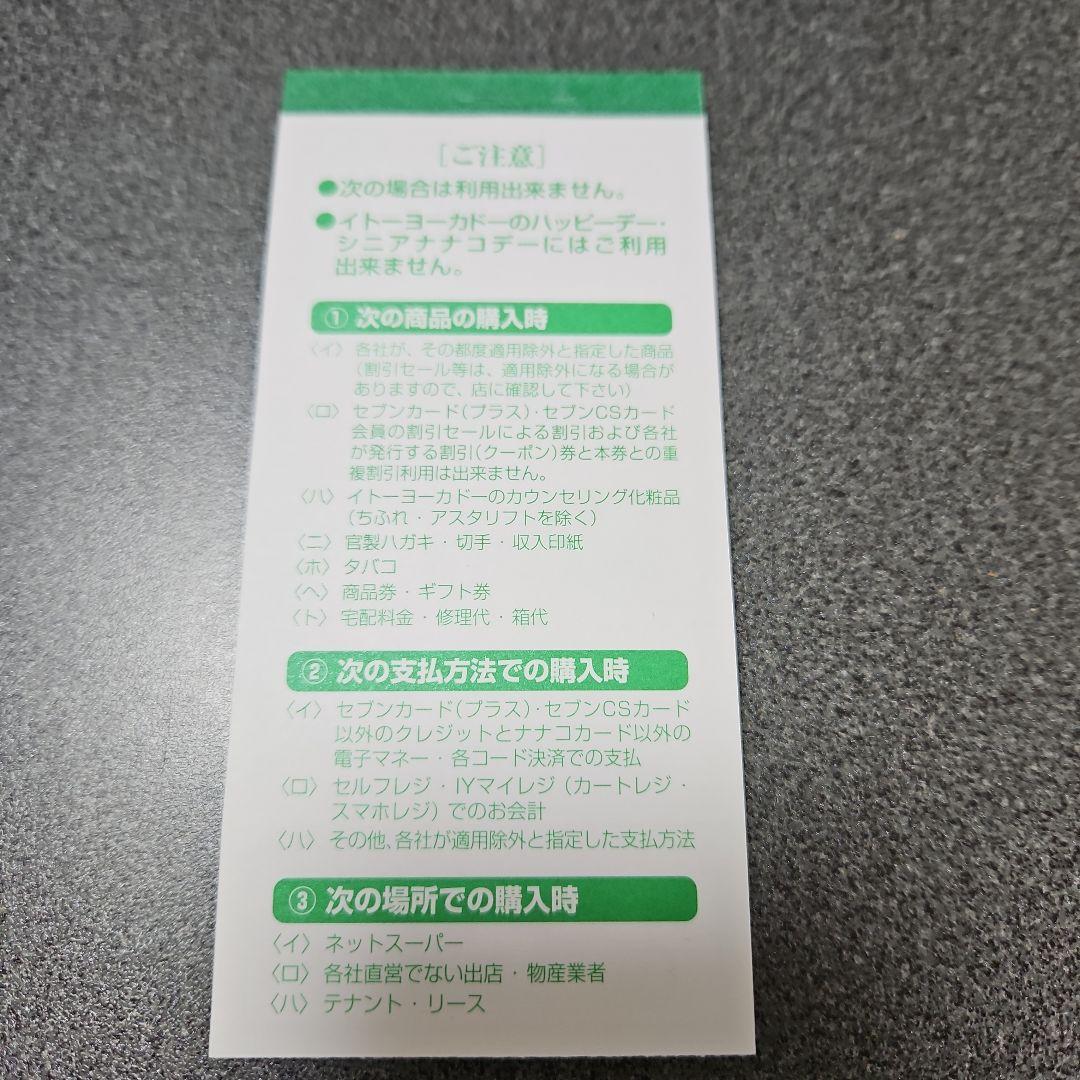 [ご注意]
●次の場合は利用出来ません。
●イトーヨーカドーのハッピーデー・
シニアナナコデーにはご利用
出来ません。
① 次の商品の購入時
〈イ〉 各社が、その都度適用除外と指定した商品
(割引セール等は、適用除外になる場合が
ありますので、店に確認して下さい)
〈ロ〉 セブンカード(プラス)・セブンCSカード
会員の割引セールによる割引および各社
が発行する割引(クーポン)券と本券との重
複割引利用は出来ません。
〈ハ〉 イトーヨーカドーのカウンセリング化粧品
(ちふれ・アスタリフトを除く)
〈ニ〉 官製ハガキ・切手・収入印紙
〈ホ〉 タバコ
〈ヘ〉 商品券・ギフト券
〈ト〉 宅配料金・修理代・箱代
② 次の支払方法での購入時
〈イ〉 セブンカード(プラス)・セブンCSカード
以外のクレジットとナナコカード以外の
電子マネー・各コード決済での支払
〈ロ〉 セルフレジ・IYマイレジ(カートレジ・
スマホレジ)でのお会計
〈ハ〉 その他、各社が適用除外と指定した支払方法
③ 次の場所での購入時
〈イ〉 ネットスーパー
〈ロ〉 各社直営でない出店・物産業者
〈ハ〉 テナント・リース